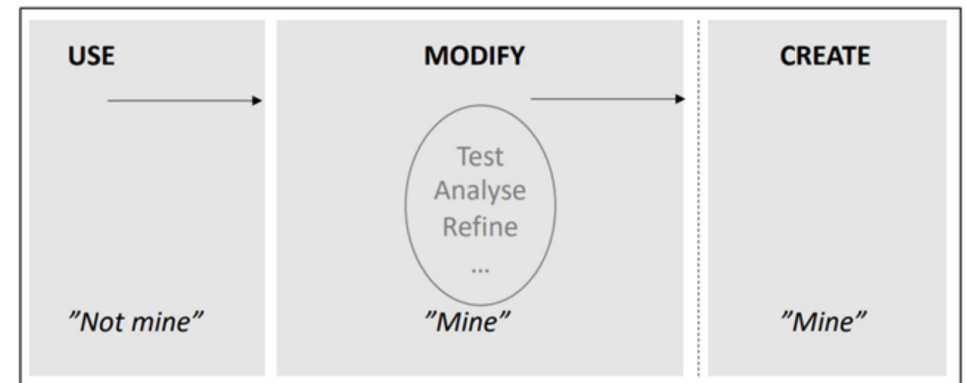 USE
MODIFY
CREATE
Test
Analyse
Refine
...
”Not mine”
”Mine”
”Mine”